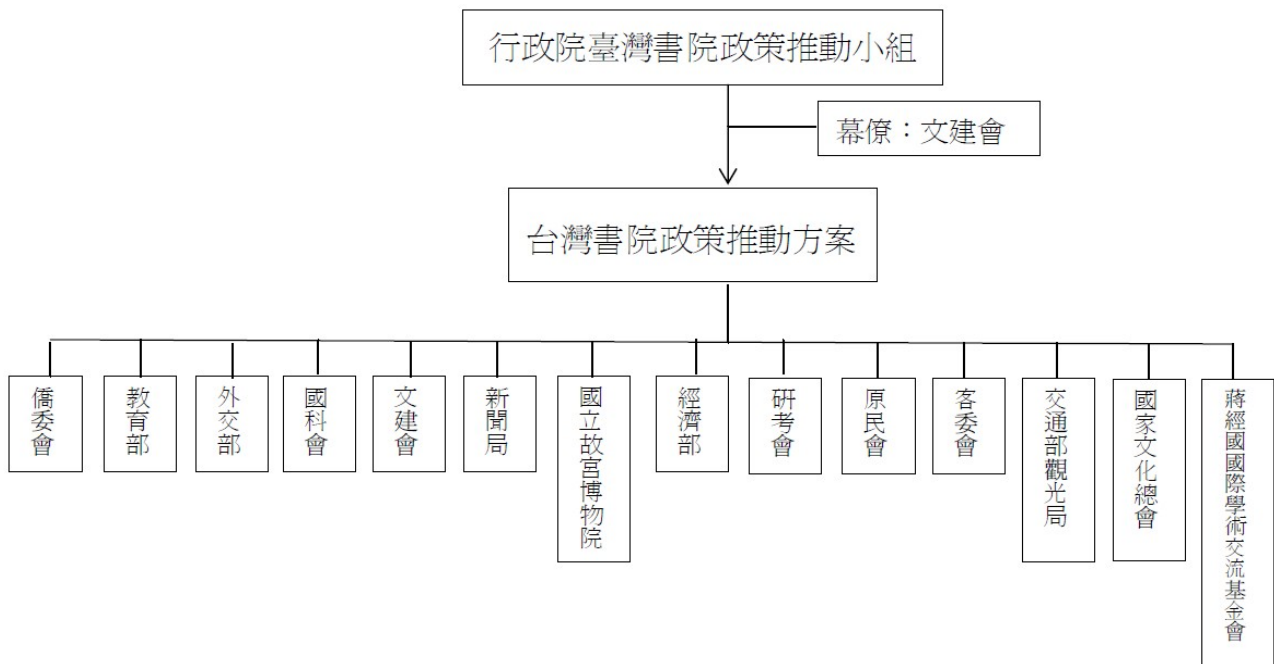 行政院臺灣書院政策推動小組
幕僚：文建會
台灣書院政策推動方案
僑委會
教育部
外交部
國科會
文建會
新聞局
國立故宮博物院
經濟部
研考會
原民會
客委會
交通部觀光局
國家文化總會
蔣經國國際學術交流基金會